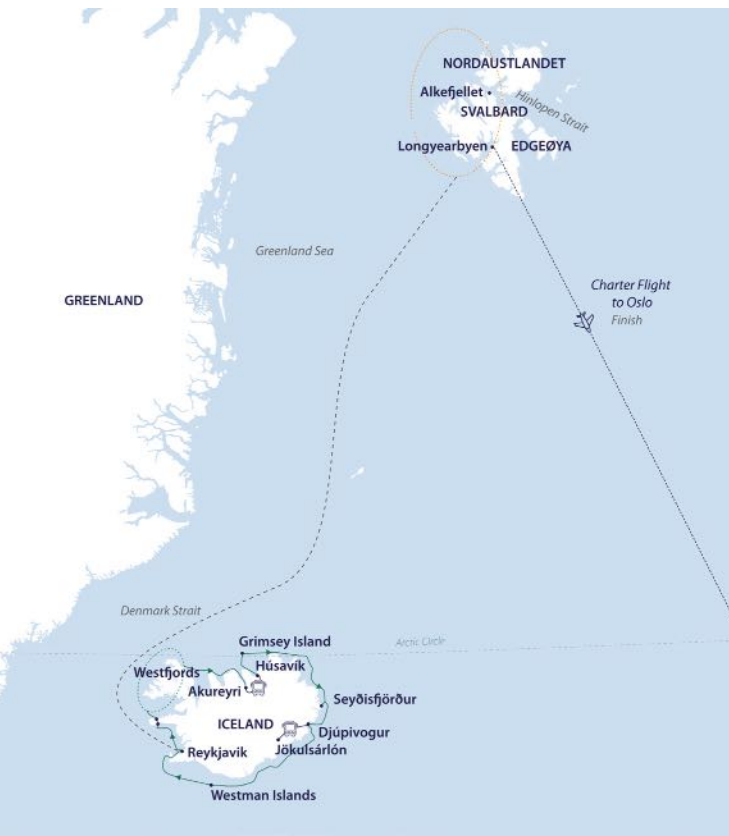 NORDAUSTLANDET
Alkefjellet
Hinlopen Strait
SVALBARD
Longyearbyen
EDGEØYA
Greenland Sea
GREENLAND
Charter Flight
to Oslo
Finish
Denmark Strait
Arctic Circle
Grimsey Island
Westfjords
Húsavík
Akureyri
Seyðisfjörður
ICELAND
Djúpivogur
Reykjavik
Jökulsárlón
Westman Islands